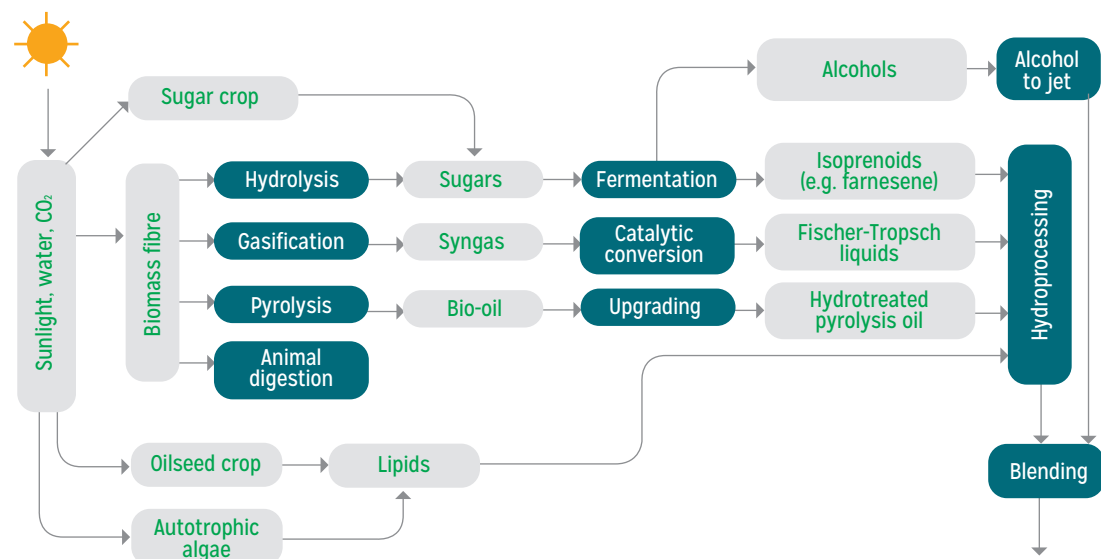 Sugar crop
Alcohols
Alcohol
to jet
Sunlight, water, CO₂
Biomass fibre
Hydrolysis
Sugars
Fermentation
Isoprenoids
(e.g. farnesene)
Gasification
Syngas
Catalytic
conversion
Fischer-Tropsch
liquids
Pyrolysis
Bio-oil
Upgrading
Hydrotreated
pyrolysis oil
Hydroprocessing
Animal
digestion
Oilseed crop
Lipids
Blending
Autotrophic
algae